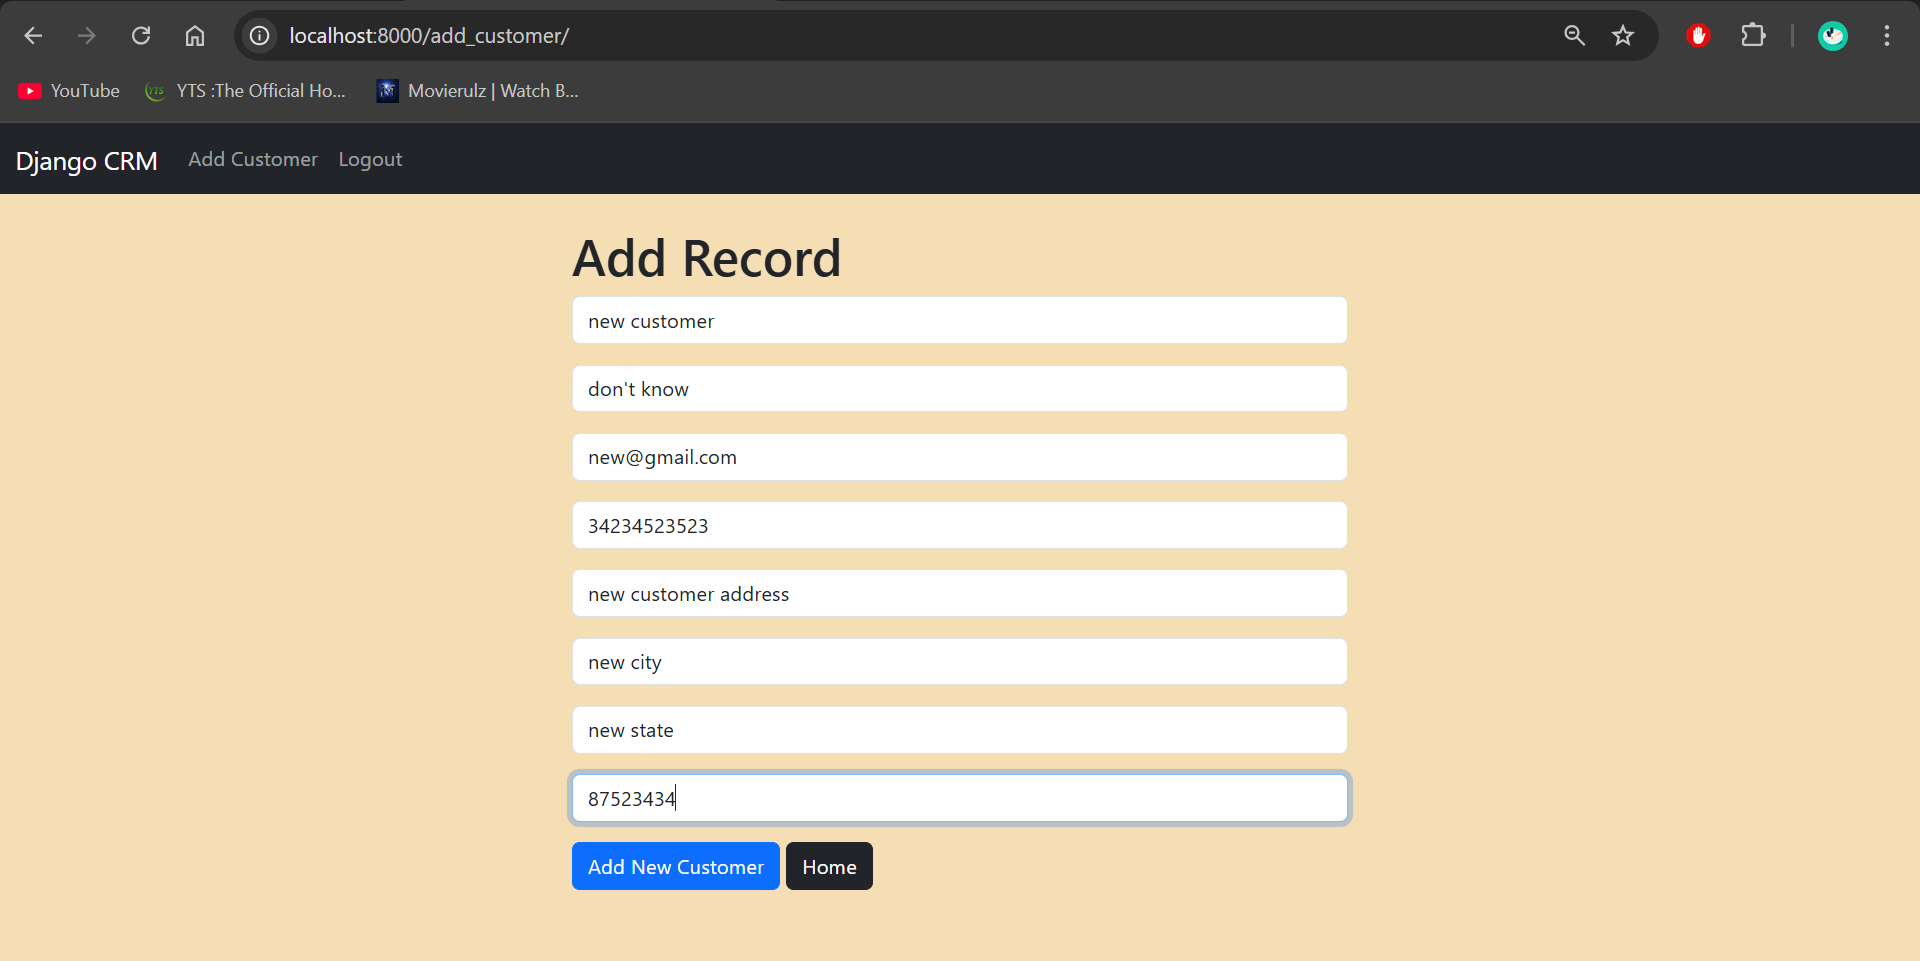 localhost:8000/add_customer/
YouTube YTS :The Official Ho... Movierulz | Watch B...
Django CRM Add Customer Logout
Add Record
new customer
don't know
new@gmail.com
34234523523
new customer address
new city
new state
87523434
Add New Customer Home